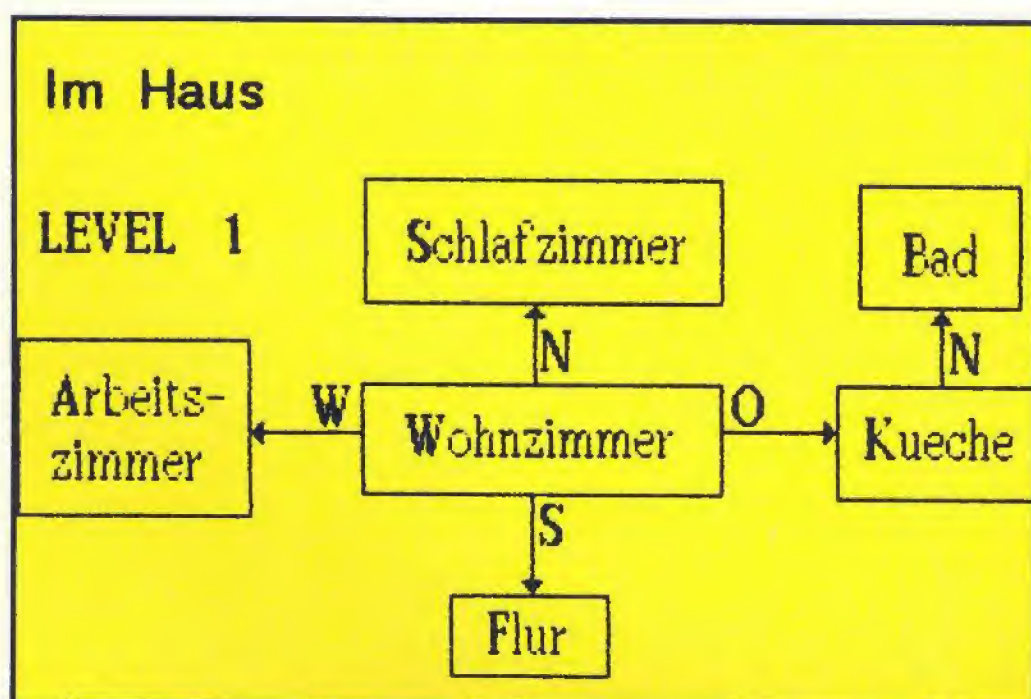 Im Haus
LEVEL 1
Schlafzimmer
Bad
N
N
Arbeits-
zimmer
W
Wohnzimmer
O
Kueche
S
Flur